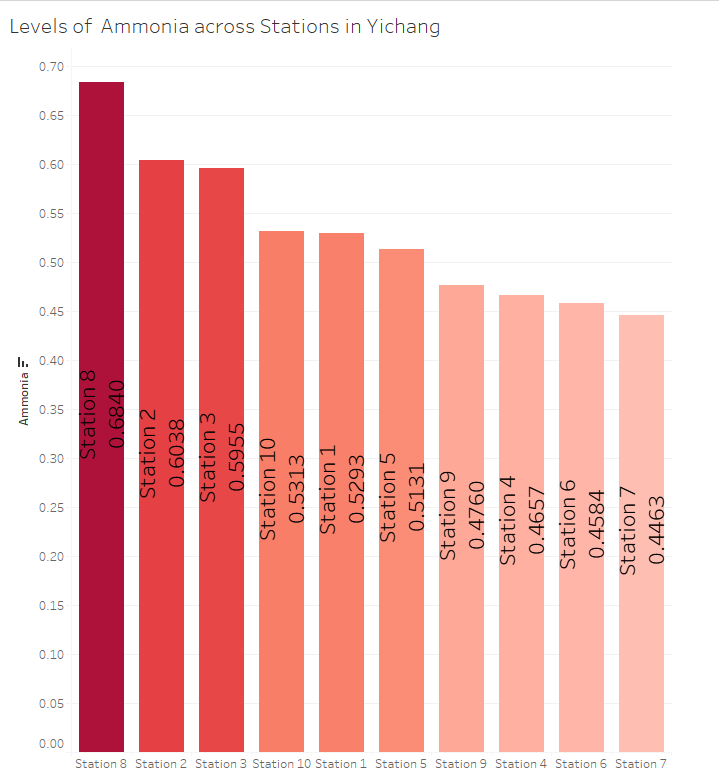 Levels of  Ammonia across Stations in Yichang
0.70
0.65
0.60
0.55
0.50
0.45
0.40
0.35
0.30
0.25
0.20
0.15
0.10
0.05
0.00
Ammonia
Station 8
0.6840
Station 2
0.6038
Station 3
0.5955
Station 10
0.5313
Station 1
0.5293
Station 5
0.5131
Station 9
0.4760
Station 4
0.4657
Station 6
0.4584
Station 7
0.4463
Station 8 Station 2 Station 3 Station 10 Station 1 Station 5 Station 9 Station 4 Station 6 Station 7